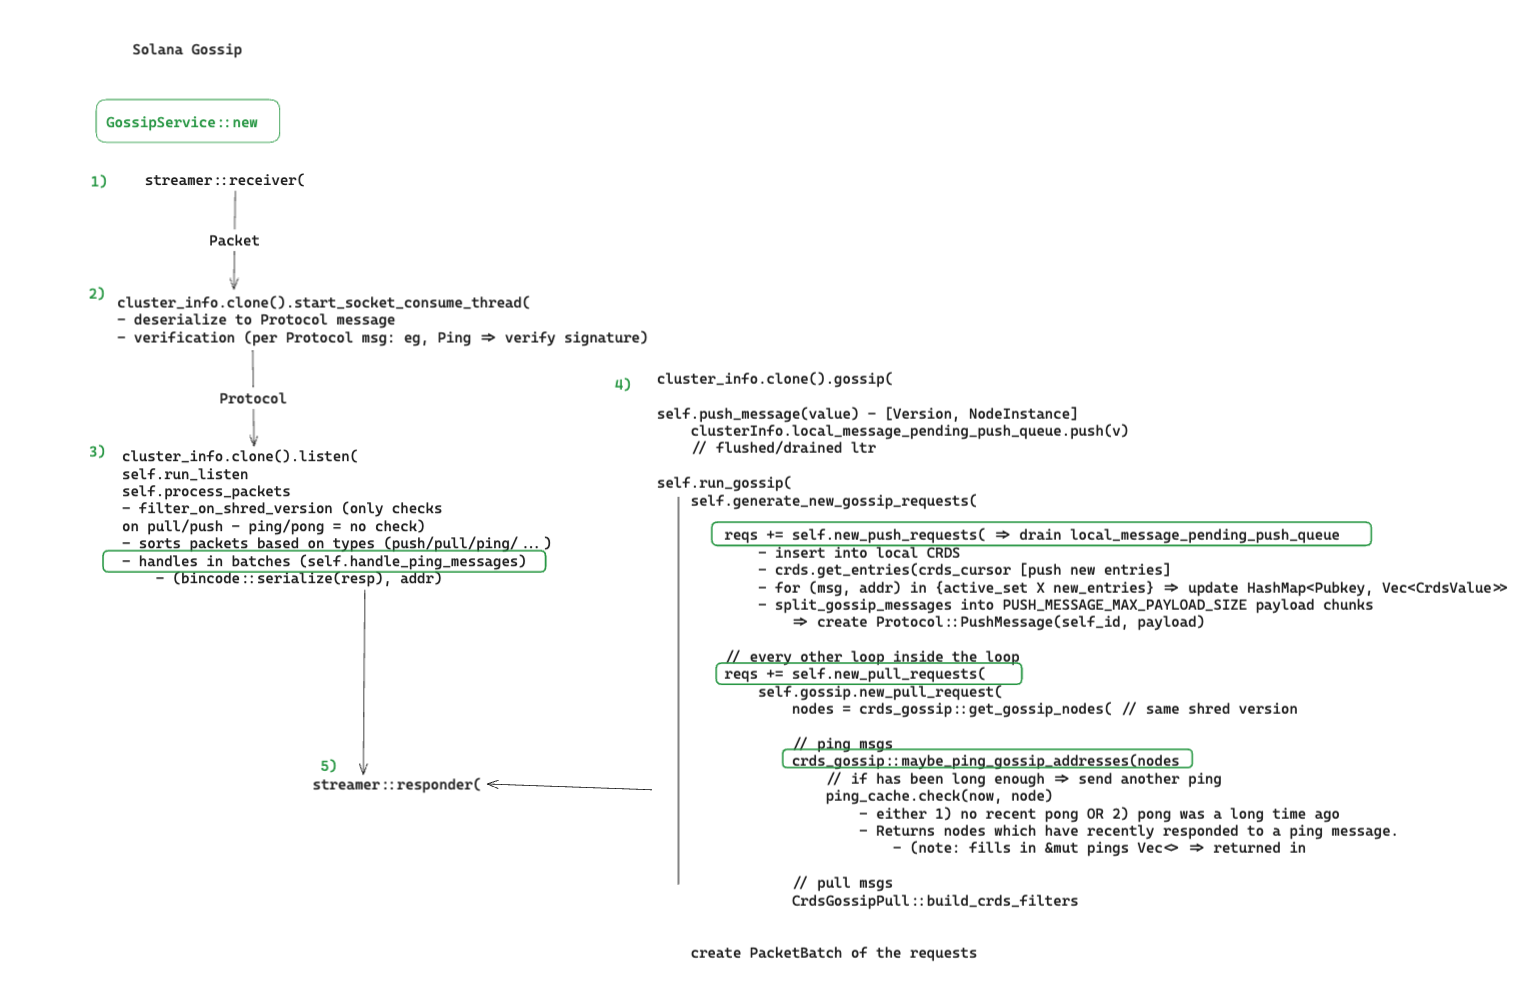 Solana Gossip
GossipService::new
1) streamer::receiver(
Packet
2) cluster_info.clone().start_socket_consume_thread(
- deserialize to Protocol message
- verification (per Protocol msg: eg, Ping => verify signature)
Protocol
3) cluster_info.clone().listen(
self.run_listen
self.process_packets
- filter_on_shred_version (only checks
on pull/push - ping/pong = no check)
- sorts packets based on types (push/pull/ping/...)
- handles in batches (self.handle_ping_messages)
- (bincode::serialize(resp), addr)
4) cluster_info.clone().gossip(
self.push_message(value) - [Version, NodeInstance]
clusterInfo.local_message_pending_push_queue.push(v)
// flushed/drained ltr
self.run_gossip(
self.generate_new_gossip_requests(
reqs += self.new_push_requests( => drain local_message_pending_push_queue
- insert into local CRDS
- crds.get_entries(crds_cursor [push new entries]
- for (msg, addr) in {active_set X new_entries} => update HashMap<Pubkey, Vec<CrdsValue>>
- split_gossip_messages into PUSH_MESSAGE_MAX_PAYLOAD_SIZE payload chunks
=> create Protocol::PushMessage(self_id, payload)
// every other loop inside the loop
reqs += self.new_pull_requests(
self.gossip.new_pull_request(
nodes = crds_gossip::get_gossip_nodes( // same shred version
// ping msgs
crds_gossip::maybe_ping_gossip_addresses(nodes
// if has been long enough => send another ping
ping_cache.check(now, node)
- either 1) no recent pong OR 2) pong was a long time ago
- Returns nodes which have recently responded to a ping message.
- (note: fills in &mut pings Vec<> => returned in
// pull msgs
CrdsGossipPull::build_crds_filters
create PacketBatch of the requests
5) streamer::responder(